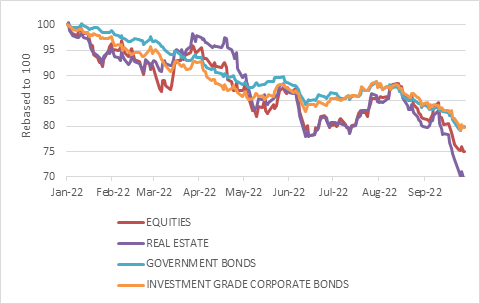 Rebased to 100
100
95
90
85
80
75
70
Jan-22 Feb-22 Mar-22 Apr-22 May-22 Jun-22 Jul-22 Aug-22 Sep-22
EQUITIES
REAL ESTATE
GOVERNMENT BONDS
INVESTMENT GRADE CORPORATE BONDS